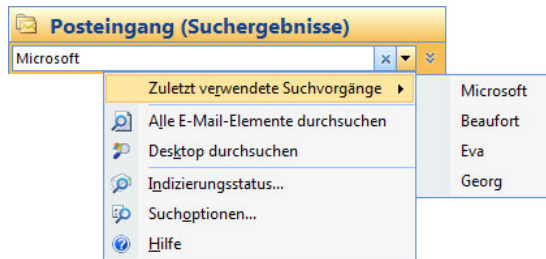 Posteingang (Suchergebnisse)
Microsoft
Zuletzt verwendete Suchvorgänge
Microsoft
Alle E-Mail-Elemente durchsuchen
Beaufort
Desktop durchsuchen
Eva
Indizierungsstatus...
Georg
Suchoptionen...
Hilfe